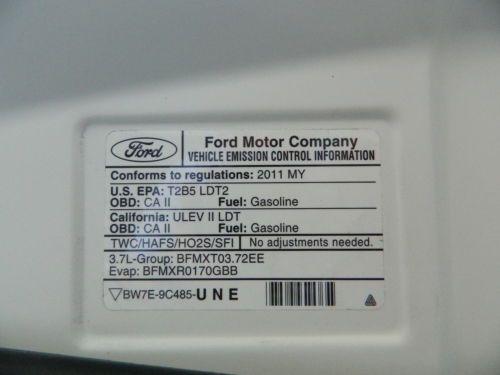 Ford
Ford Motor Company
VEHICLE EMISSION CONTROL INFORMATION
Conforms to regulations: 2011 MY
U.S. EPA: T2B5 LDT2
OBD: CA II Fuel: Gasoline
California: ULEV II LDT
OBD: CA II Fuel: Gasoline
TWC/HAFS/HO2S/SFI No adjustments needed.
3.7L-Group: BFMXT03.72EE
Evap: BFMXR0170GBB
BW7E-9C485-U N E